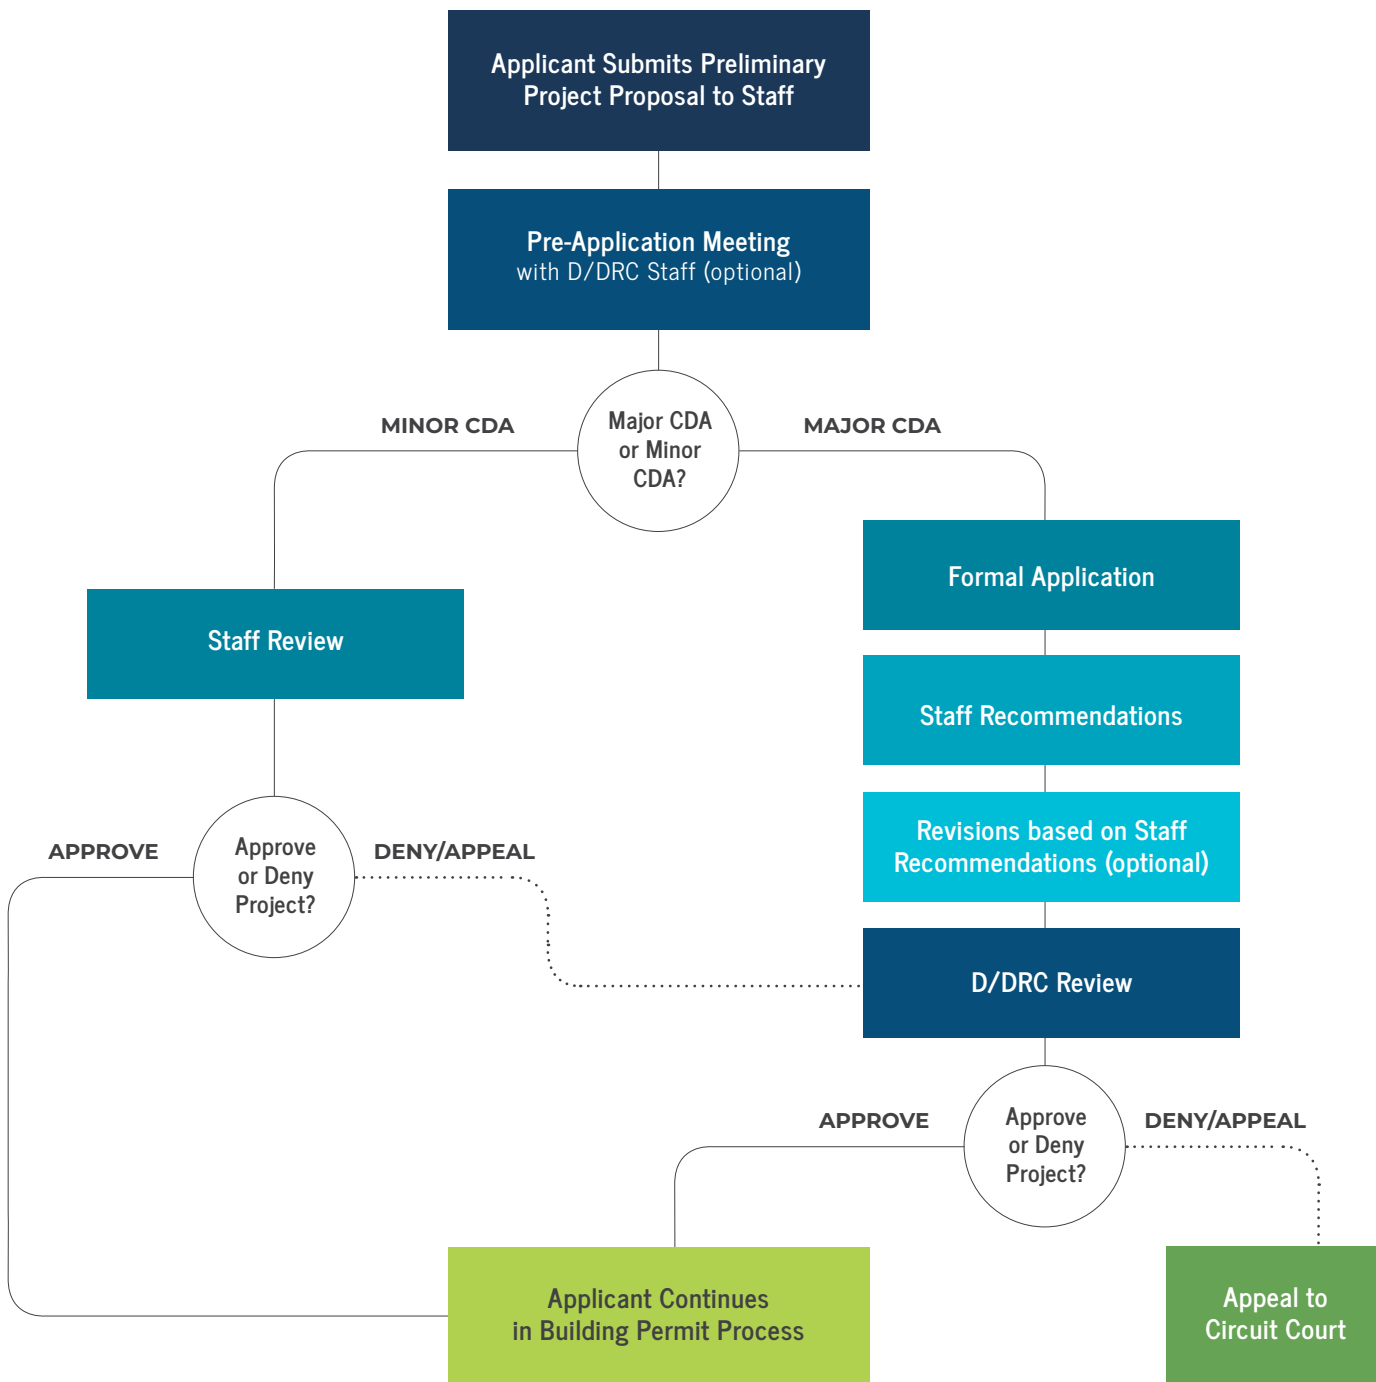 Applicant Submits Preliminary
Project Proposal to Staff
Pre-Application Meeting
with D/DRC Staff (optional)
MINOR CDA
Major CDA
or Minor
CDA?
MAJOR CDA
Formal Application
Staff Review
Staff Recommendations
Revisions based on Staff
Recommendations (optional)
APPROVE
Approve
or Deny
Project?
DENY/APPEAL
D/DRC Review
APPROVE
Approve
or Deny
Project?
DENY/APPEAL
Applicant Continues
in Building Permit Process
Appeal to
Circuit Court